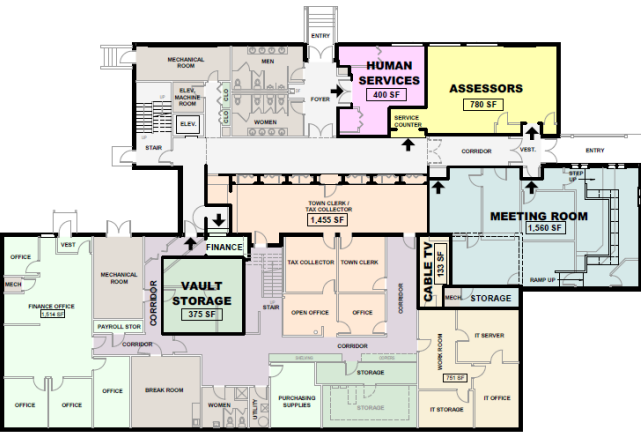 ENTRY
MECHANICAL
ROOM
MEN
HUMAN
SERVICES
400 SF
ASSESSORS
780 SF
ELEV.
MACHINE
ROOM
CLO
CLO
CLO
FOYER
ELEV.
WOMEN
SERVICE
COUNTER
STAIR
CORRIDOR
VEST.
ENTRY
STEP
UP
TOWN CLERK /
TAX COLLECTOR
1,455 SF
MEETING ROOM
1,560 SF
RAMP UP
OFFICE
VEST
MECH
MECHANICAL
ROOM
CORRIDOR
FINANCE
VAULT
STORAGE
375 SF
STAIR
TAX COLLECTOR
TOWN CLERK
OPEN OFFICE
OFFICE
CORRIDOR
CABLE TV
133 SF
MECH
STORAGE
FINANCE OFFICE
1,514 SF
PAYROLL STOR
CORRIDOR
CORRIDOR
WORK ROOM
751 SF
IT SERVER
IT STORAGE
IT OFFICE
OFFICE
OFFICE
OFFICE
BREAK ROOM
WOMEN
UTILITY
PURCHASING
SUPPLIES
STORAGE
STORAGE